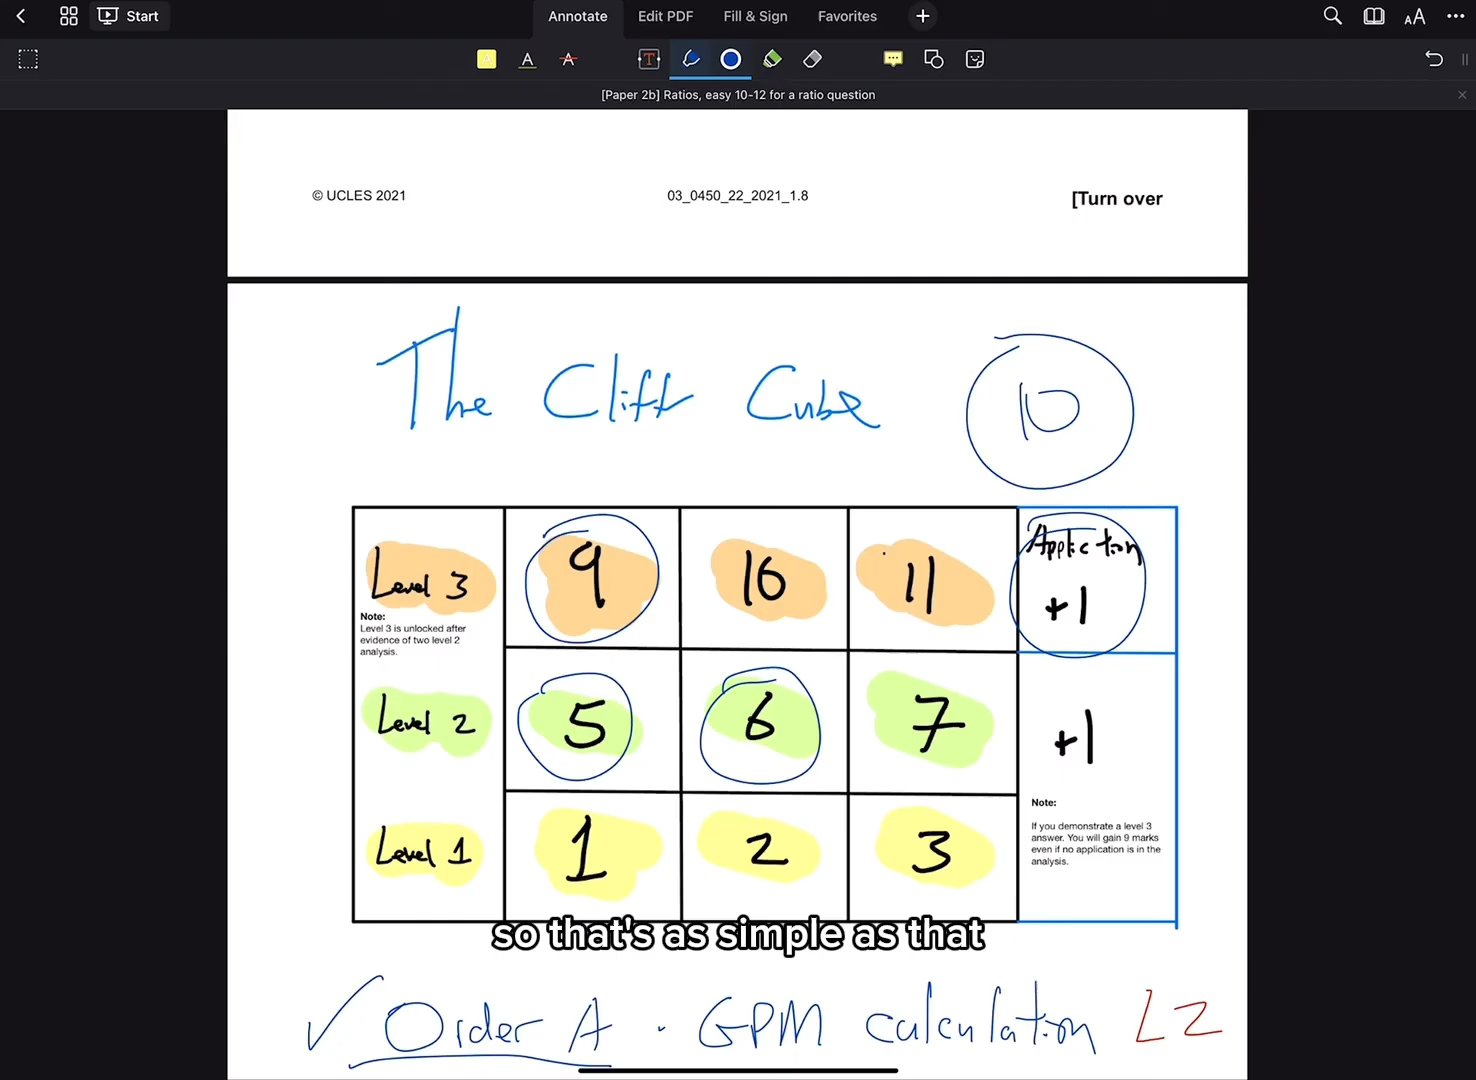 Start
Annotate
Edit PDF
Fill & Sign
Favorites
AA
A
A
A
T
[Paper 2b] Ratios, easy 10-12 for a ratio question
© UCLES 2021
03_0450_22_2021_1.8
[Turn over
The Cliff Cube
10
Level 3
9
10
11
Appliction
+1
Note:
Level 3 is unlocked after
evidence of two level 2
analysis.
Level 2
5
6
7
+1
Note:
If you demonstrate a level 3
answer. You will gain 9 marks
even if no application is in the
analysis.
Level 1
1
2
3
so that's as simple as that
✓ Order A · GPM calculation L2